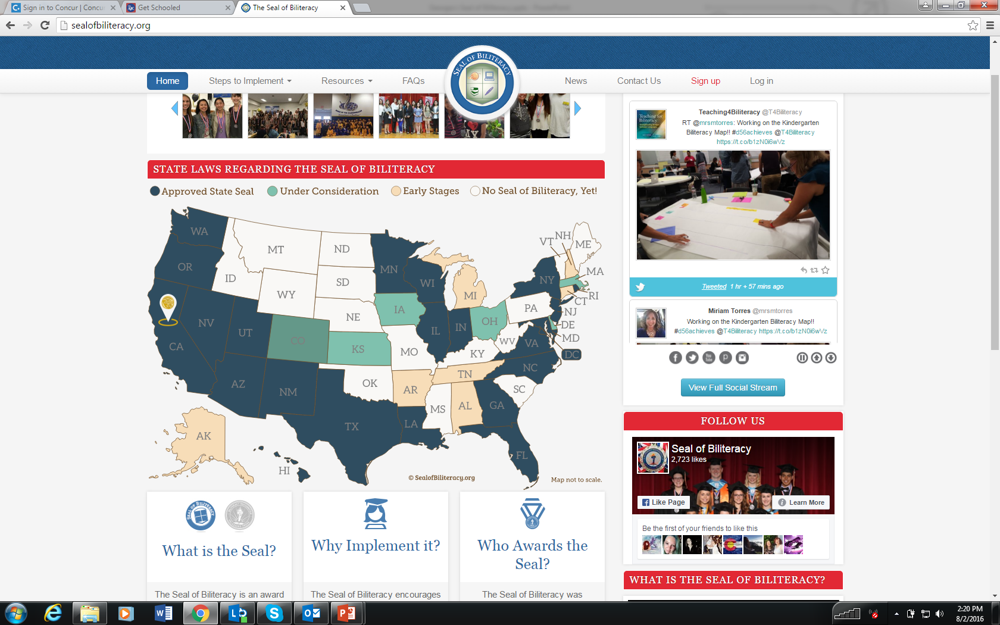 Sign in to Concur | Concu
Get Schooled
The Seal of Biliteracy
sealofbiliteracy.org
SEAL OF BILITERACY
Home
Steps to Implement
Resources
FAQs
News
Contact Us
Sign up
Log in
STATE LAWS REGARDING THE SEAL OF BILITERACY
Approved State Seal
Under Consideration
Early Stages
No Seal of Biliteracy, Yet!
WA
MT
ND
VT
NH
ME
OR
ID
MN
SD
WY
WI
NY
MA
MI
CT
RI
IA
PA
NE
NJ
NV
UT
CO
IL
IN
OH
DE
MD
CA
KS
MO
WV
VA
KY
DC
NC
AZ
NM
OK
AR
TN
SC
MS
AL
GA
TX
LA
AK
FL
HI
© SealofBiliteracy.org
Map not to scale.
SEAL OF BILITERACY
What is the Seal?
The Seal of Biliteracy is an award
Why Implement it?
The Seal of Biliteracy encourages
Who Awards the
Seal?
The Seal of Biliteracy was
Teaching for
Biliteracy
Teaching4Biliteracy @T4Biliteracy
RT @mrsmtorres: Working on the Kindergarten
Biliteracy Map!! #d56achieves @T4Biliteracy
https://t.co/b1zN0i6wVz
Tweeted 1 hr + 57 mins ago
Miriam Torres @mrsmtorres
Working on the Kindergarten Biliteracy Map!!
#d56achieves @T4Biliteracy https://t.co/b1zN0i6wVz
View Full Social Stream
FOLLOW US
Seal of Biliteracy
2,723 likes
Like Page
Learn More
Be the first of your friends to like this
WHAT IS THE SEAL OF BILITERACY?
2:20 PM
8/2/2016